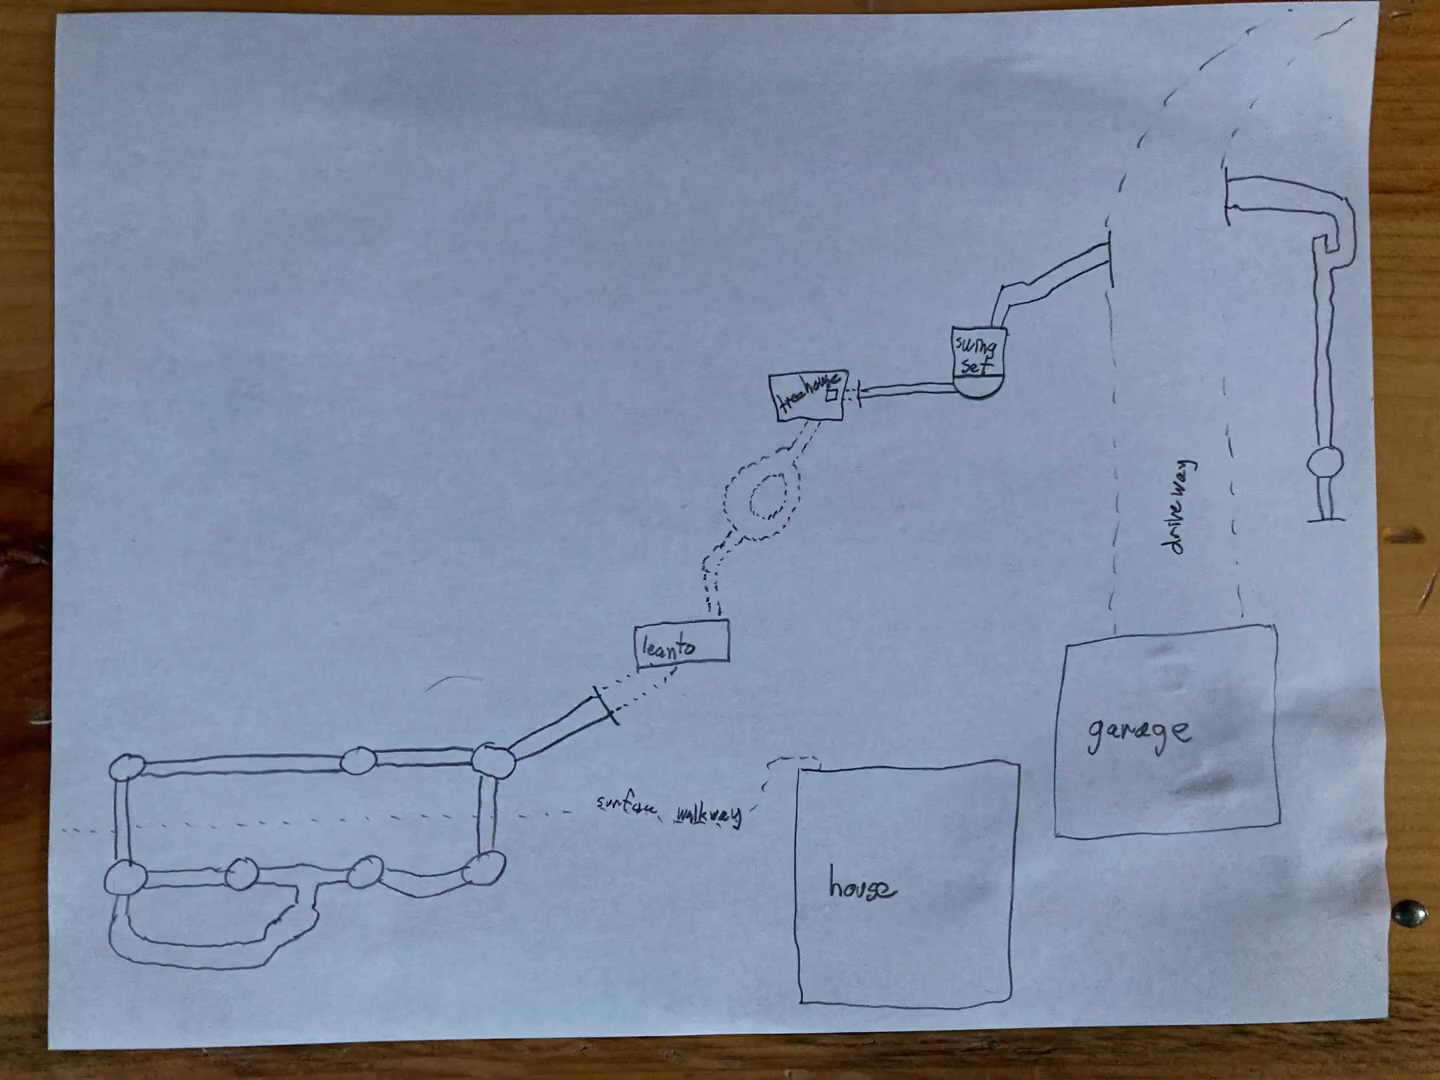 swing
set
treehouse
driveway
leanto
garage
surface walkway
house